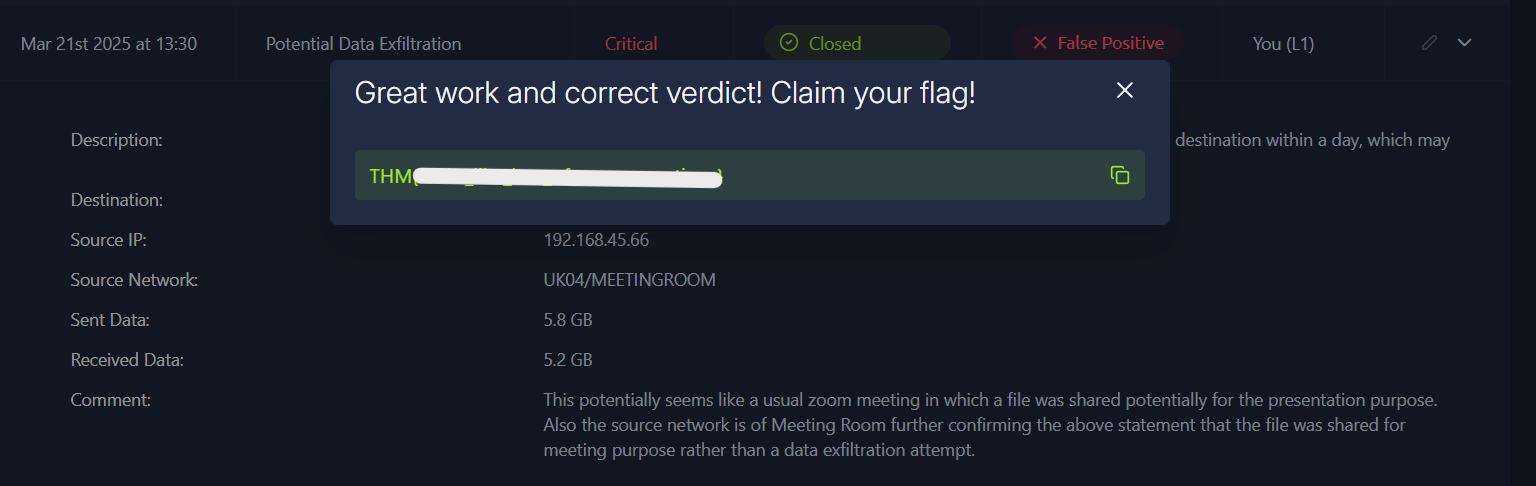 Mar 21st 2025 at 13:30 Potential Data Exfiltration Critical Closed False Positive You (L1)
Great work and correct verdict! Claim your flag!
Description: destination within a day, which may
THM
Destination:
Source IP: 192.168.45.66
Source Network: UK04/MEETINGROOM
Sent Data: 5.8 GB
Received Data: 5.2 GB
Comment: This potentially seems like a usual zoom meeting in which a file was shared potentially for the presentation purpose.
Also the source network is of Meeting Room further confirming the above statement that the file was shared for
meeting purpose rather than a data exfiltration attempt.